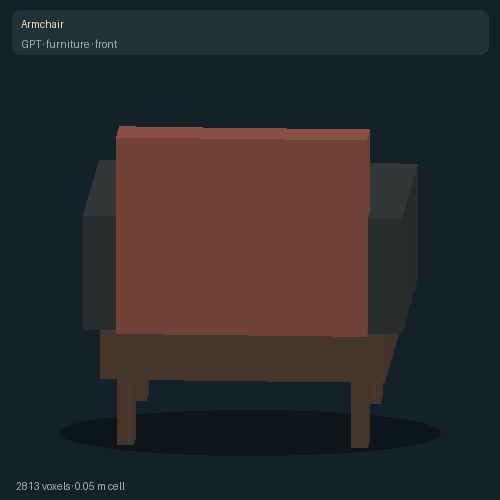 Armchair
GPT · furniture · front
2813 voxels · 0.05 m cell